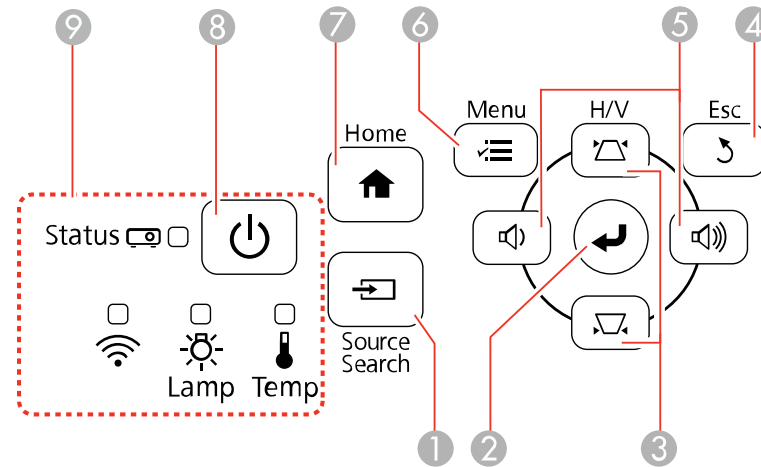 9 8 7 6 5 4
Menu H/V Esc
Home
Status
Source
Search
Lamp Temp
1 2 3